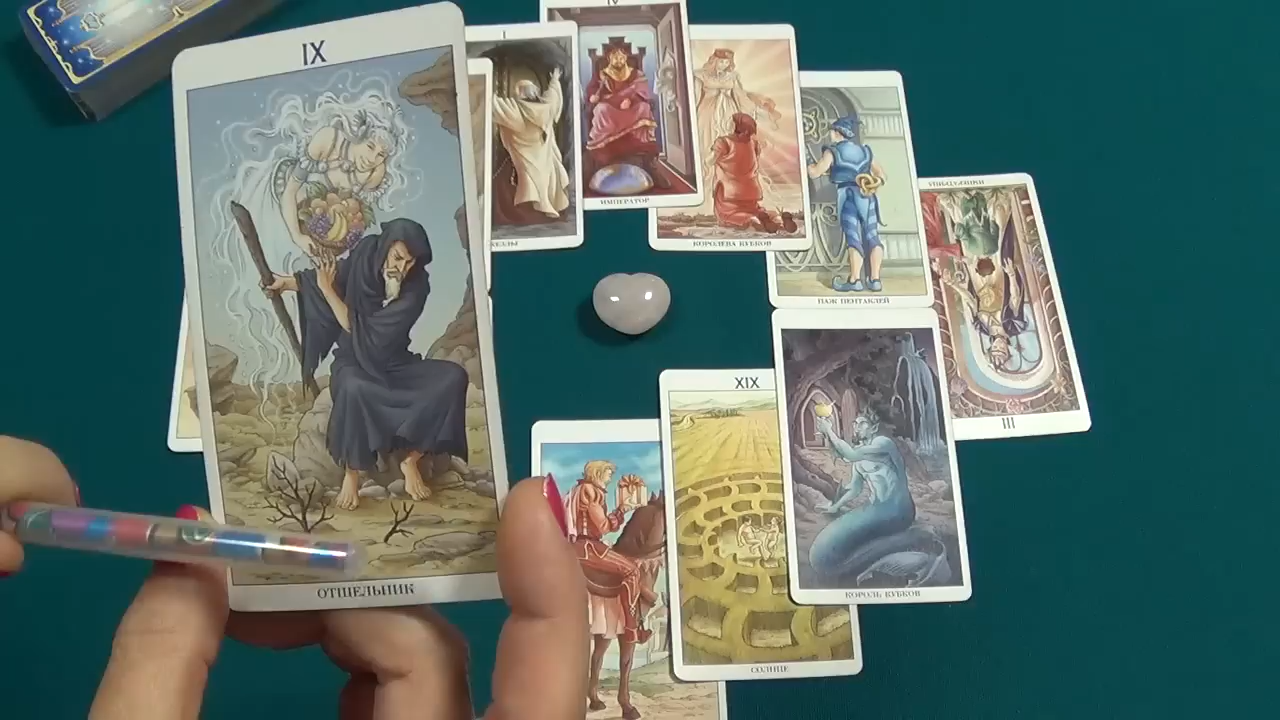 IX
ОТШЕЛЬНИК
I
IV
ИМПЕРАТОР
КОРОЛЕВА КУБКОВ
ПАЖ ПЕНТАКЛЕЙ
III
XIX
СОЛНЦЕ
КОРОЛЬ КУБКОВ